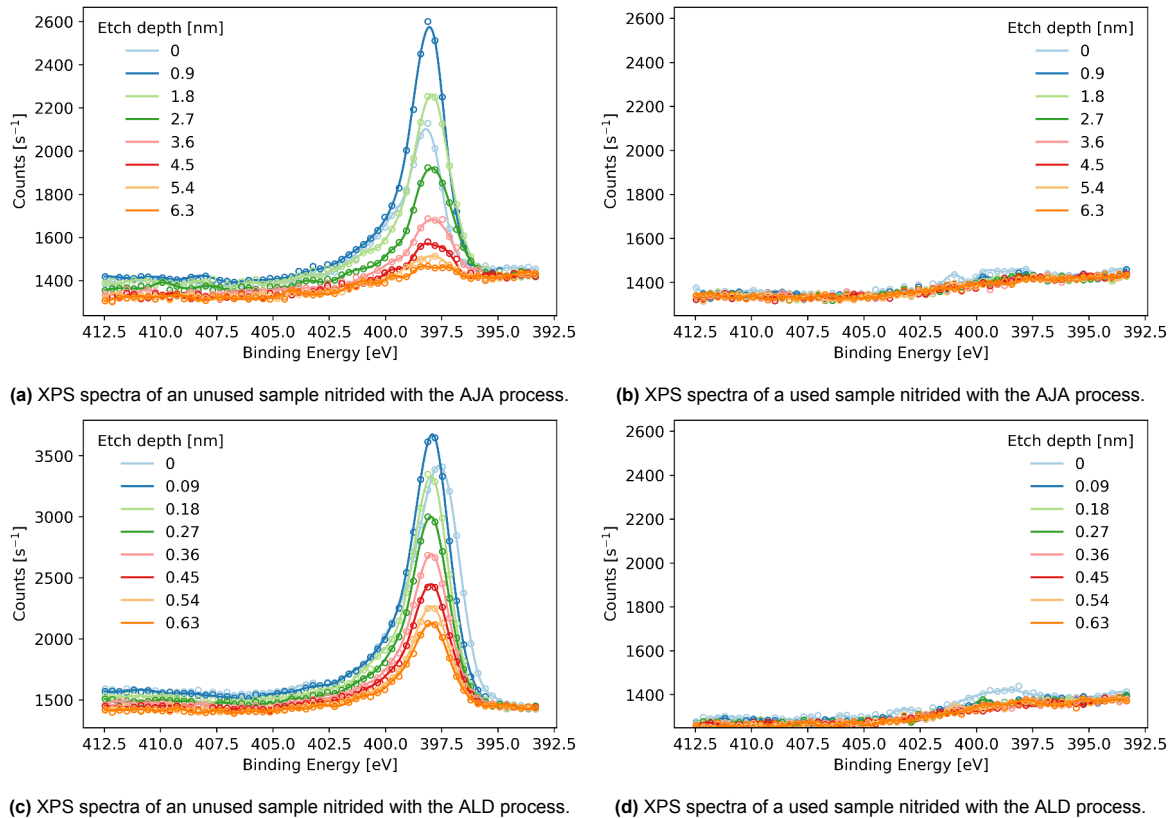 Etch depth [nm]
0
0.9
1.8
2.7
3.6
4.5
5.4
6.3
2600
2400
2200
2000
1800
1600
1400
Counts [s⁻¹]
412.5 410.0 407.5 405.0 402.5 400.0 397.5 395.0 392.5
Binding Energy [eV]
(a) XPS spectra of an unused sample nitrided with the AJA process.
Etch depth [nm]
0
0.9
1.8
2.7
3.6
4.5
5.4
6.3
2600
2400
2200
2000
1800
1600
1400
Counts [s⁻¹]
412.5 410.0 407.5 405.0 402.5 400.0 397.5 395.0 392.5
Binding Energy [eV]
(b) XPS spectra of a used sample nitrided with the AJA process.
Etch depth [nm]
0
0.09
0.18
0.27
0.36
0.45
0.54
0.63
3500
3000
2500
2000
1500
Counts [s⁻¹]
412.5 410.0 407.5 405.0 402.5 400.0 397.5 395.0 392.5
Binding Energy [eV]
(c) XPS spectra of an unused sample nitrided with the ALD process.
Etch depth [nm]
0
0.09
0.18
0.27
0.36
0.45
0.54
0.63
2600
2400
2200
2000
1800
1600
1400
Counts [s⁻¹]
412.5 410.0 407.5 405.0 402.5 400.0 397.5 395.0 392.5
Binding Energy [eV]
(d) XPS spectra of a used sample nitrided with the ALD process.